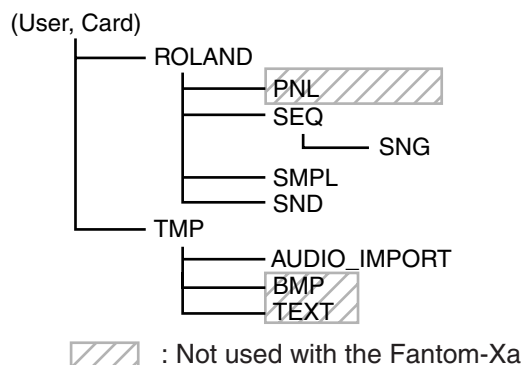 (User, Card)
ROLAND
PNL
SEQ
SNG
SMPL
SND
TMP
AUDIO_IMPORT
BMP
TEXT
: Not used with the Fantom-Xa